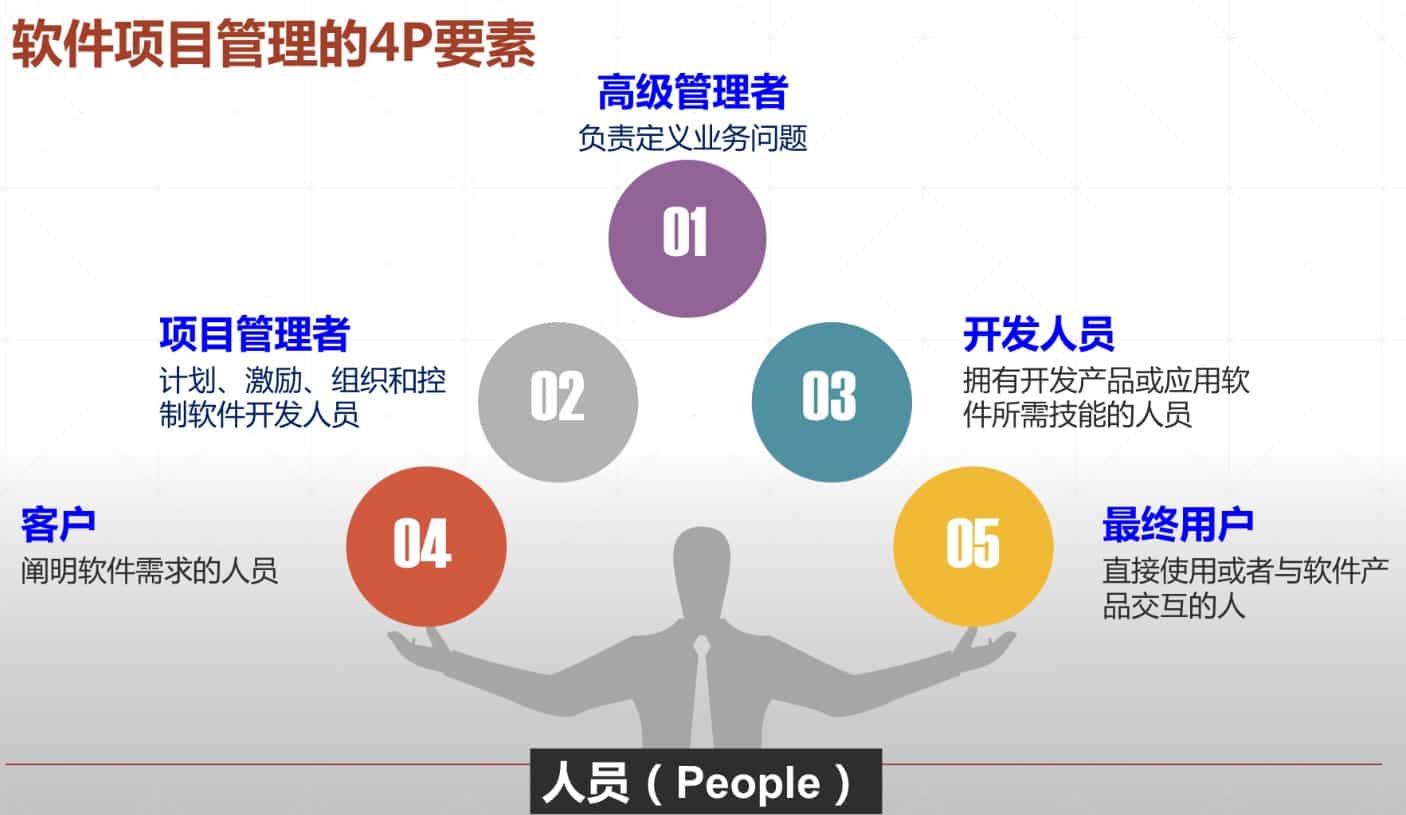 软件项目管理的4P要素
高级管理者
负责定义业务问题
01
项目管理者
计划、激励、组织和控
制软件开发人员
02
03
开发人员
拥有开发产品或应用软
件所需技能的人员
客户
阐明软件需求的人员
04
05
最终用户
直接使用或者与软件产
品交互的人
人员（People）